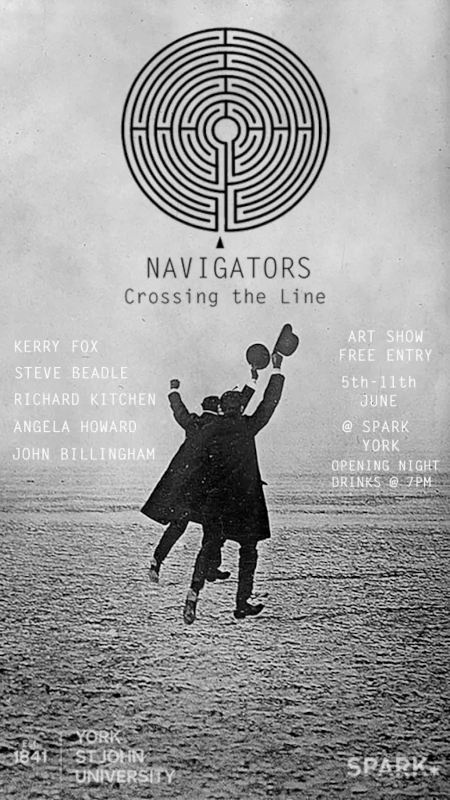 NAVIGATORS
Crossing the Line
KERRY FOX
STEVE BEADLE
RICHARD KITCHEN
ANGELA HOWARD
JOHN BILLINGHAM
ART SHOW
FREE ENTRY
5th-11th
JUNE
@ SPARK
YORK
OPENING NIGHT
DRINKS @ 7PM
Est.
1841
YORK
ST JOHN
UNIVERSITY
SPARK*